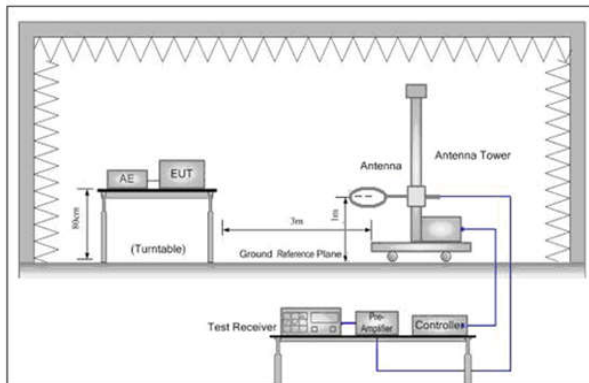 Antenna Tower
Antenna
AE
EUT
80cm
3m
1m
(Turntable)
Ground Reference Plane
Test Receiver
Pre-
Amplifier
Controller